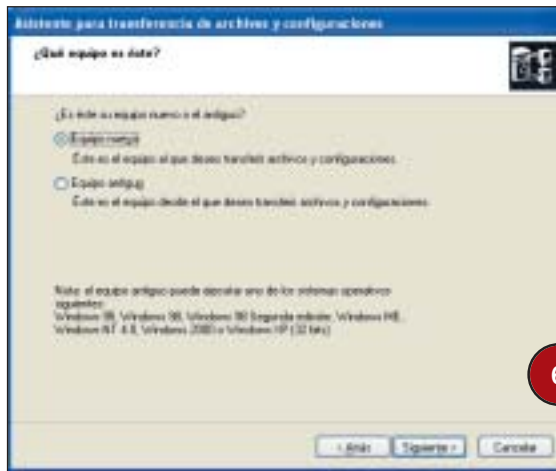 Asistente para transferencia de archivos y configuraciones
¿Qué equipo es éste?
¿Es éste su equipo nuevo o el antiguo?
Equipo nuevo
Éste es el equipo al que desea transferir archivos y configuraciones.
Equipo antiguo
Éste es el equipo desde el que desea transferir archivos y configuraciones.
Nota: el equipo antiguo puede ejecutar uno de los sistemas operativos
siguientes:
Windows 95, Windows 98, Windows 98 Segunda edición, Windows ME,
Windows NT 4.0, Windows 2000 o Windows XP (32 bits)
6
< Atrás
Siguiente >
Cancelar